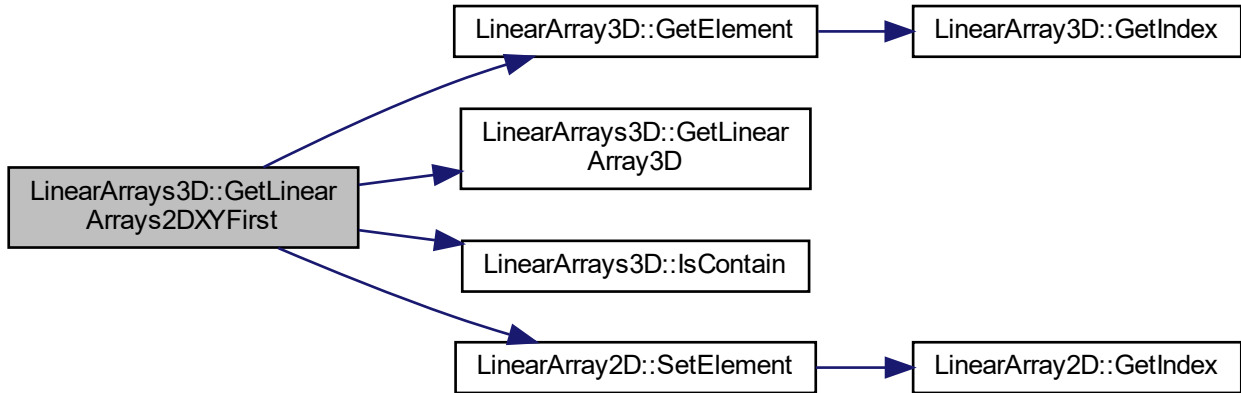 LinearArray3D::GetElement
LinearArray3D::GetIndex
LinearArrays3D::GetLinear
Array3D
LinearArrays3D::GetLinear
Arrays2DXYFirst
LinearArrays3D::IsContain
LinearArray2D::SetElement
LinearArray2D::GetIndex